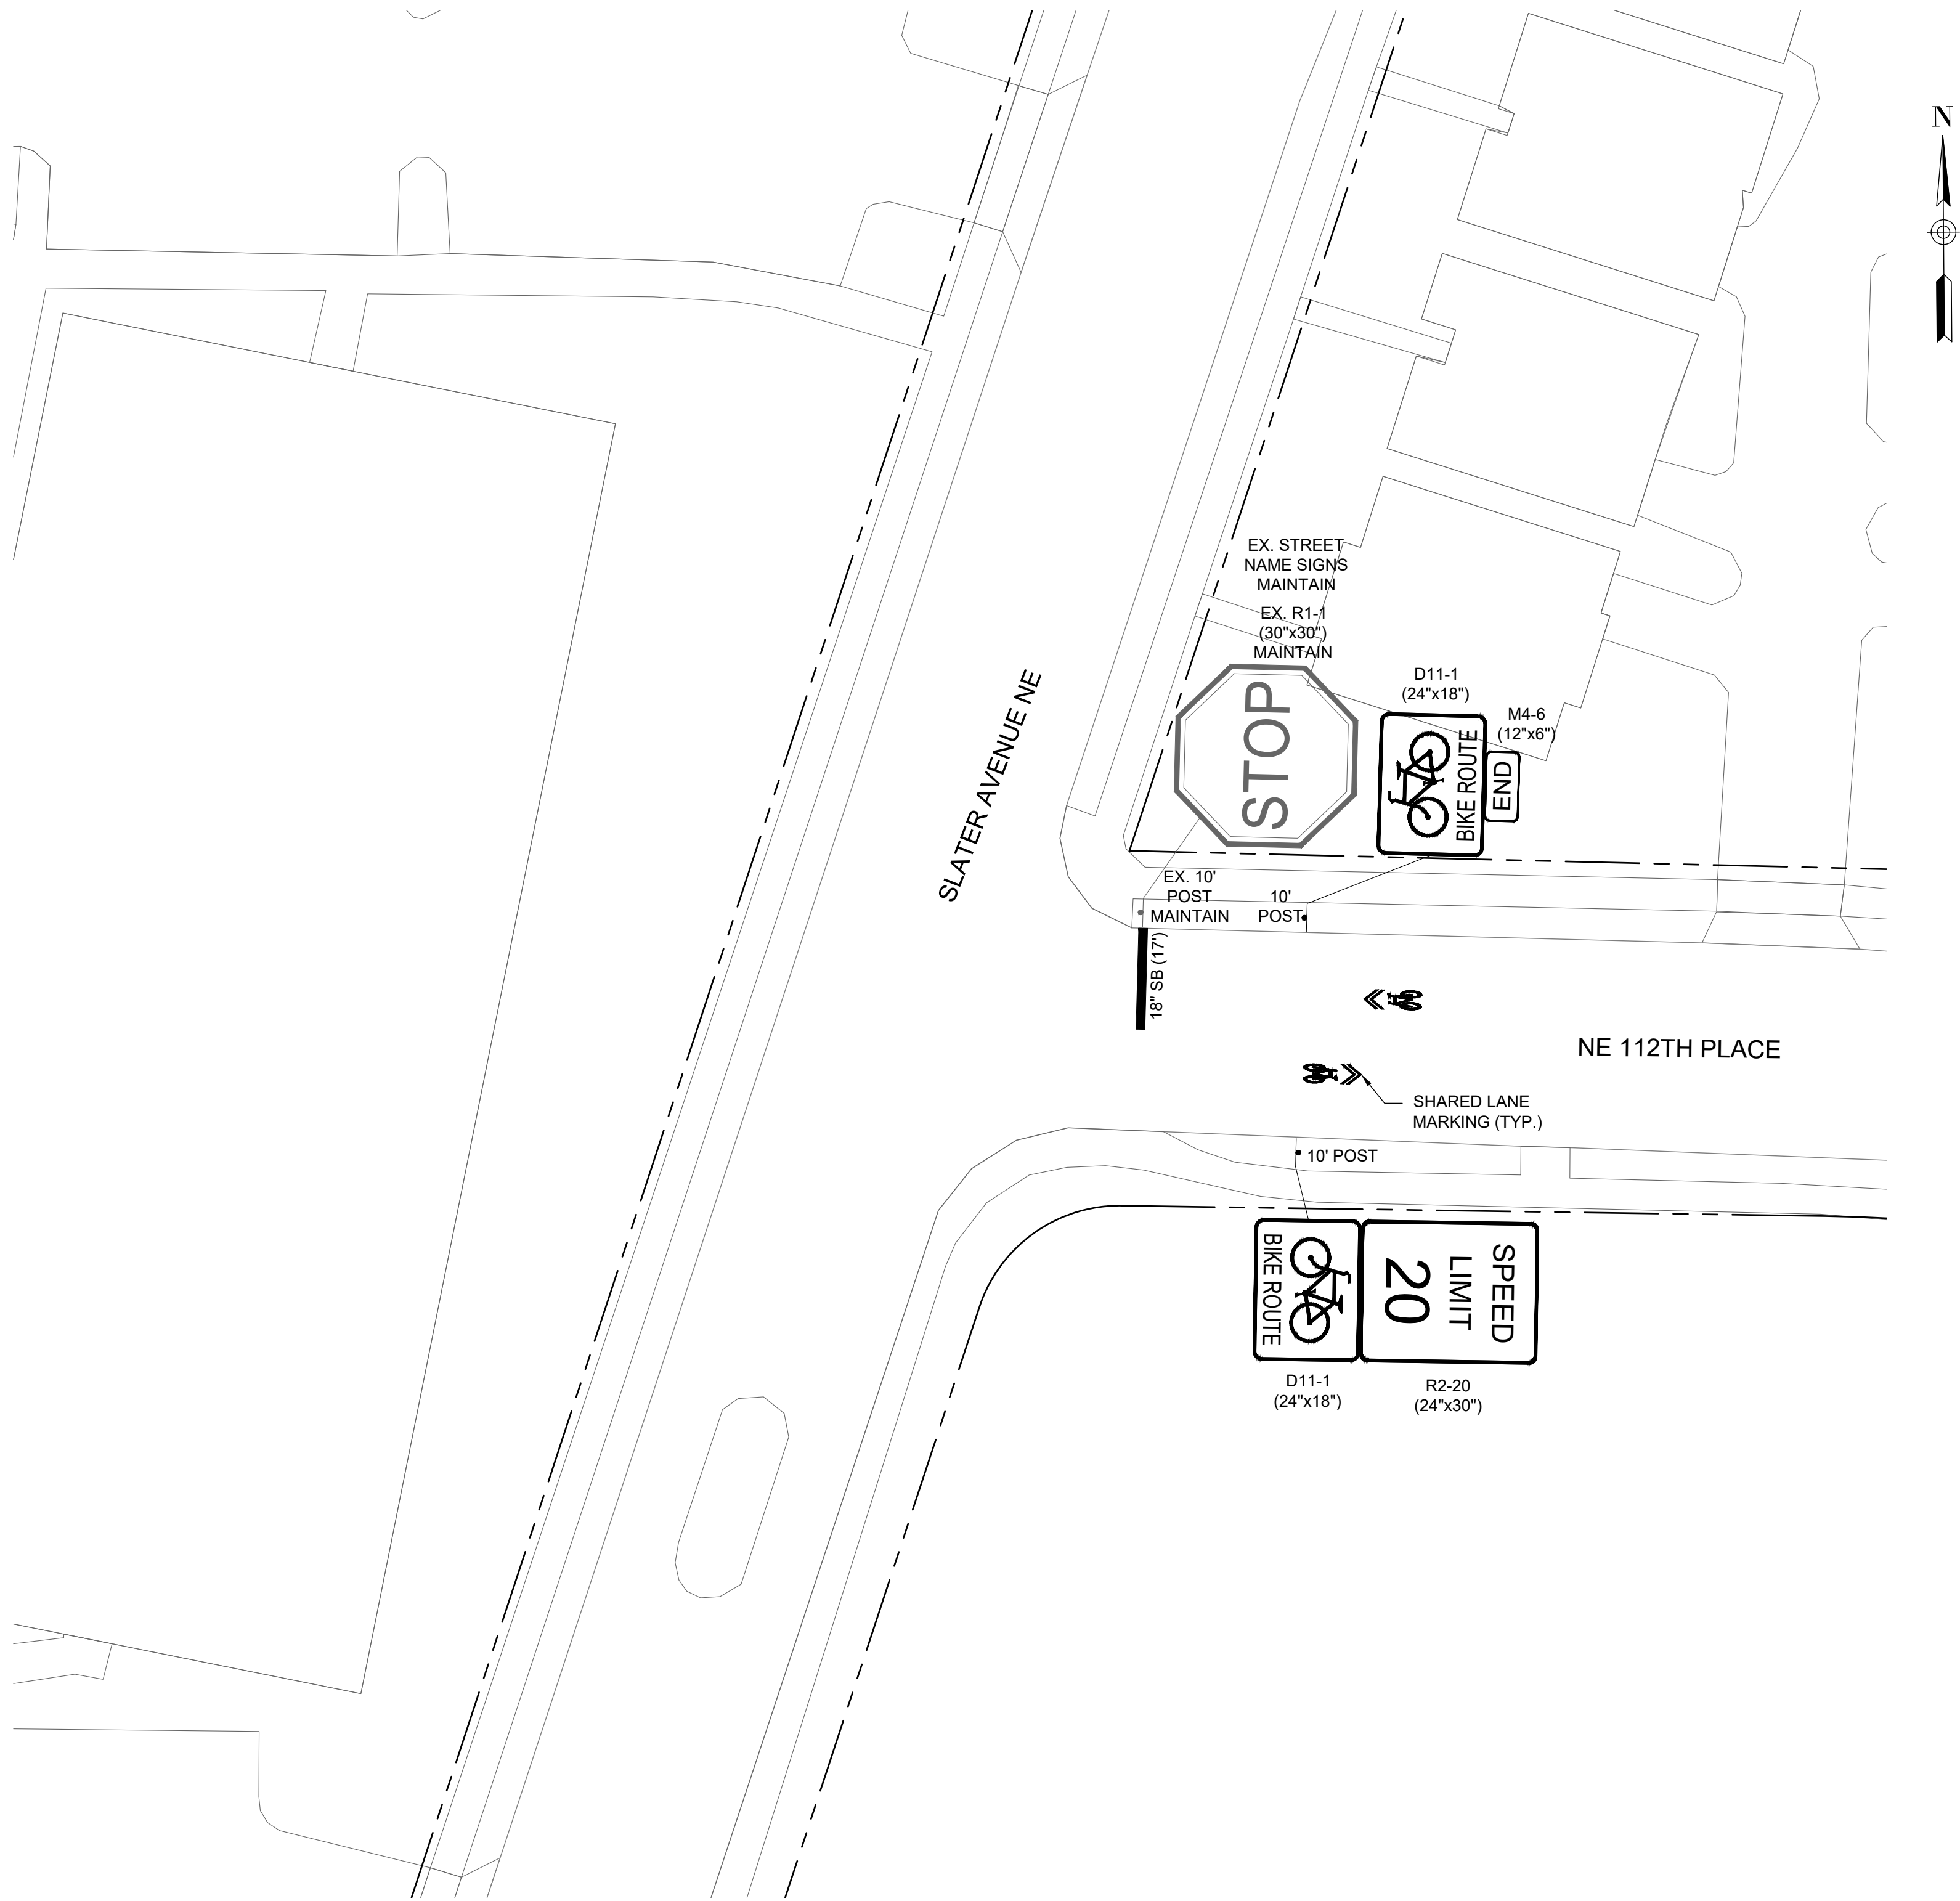 N
EX. STREET
NAME SIGNS
MAINTAIN
EX. R1-1
(30"x30")
MAINTAIN
STOP
D11-1
(24"x18")
M4-6
(12"x6")
BIKE ROUTE
END
SLATER AVENUE NE
EX. 10'
POST
MAINTAIN
10'
POST
18" SB (17')
NE 112TH PLACE
SHARED LANE
MARKING (TYP.)
10' POST
BIKE ROUTE
SPEED
LIMIT
20
D11-1
(24"x18")
R2-20
(24"x30")